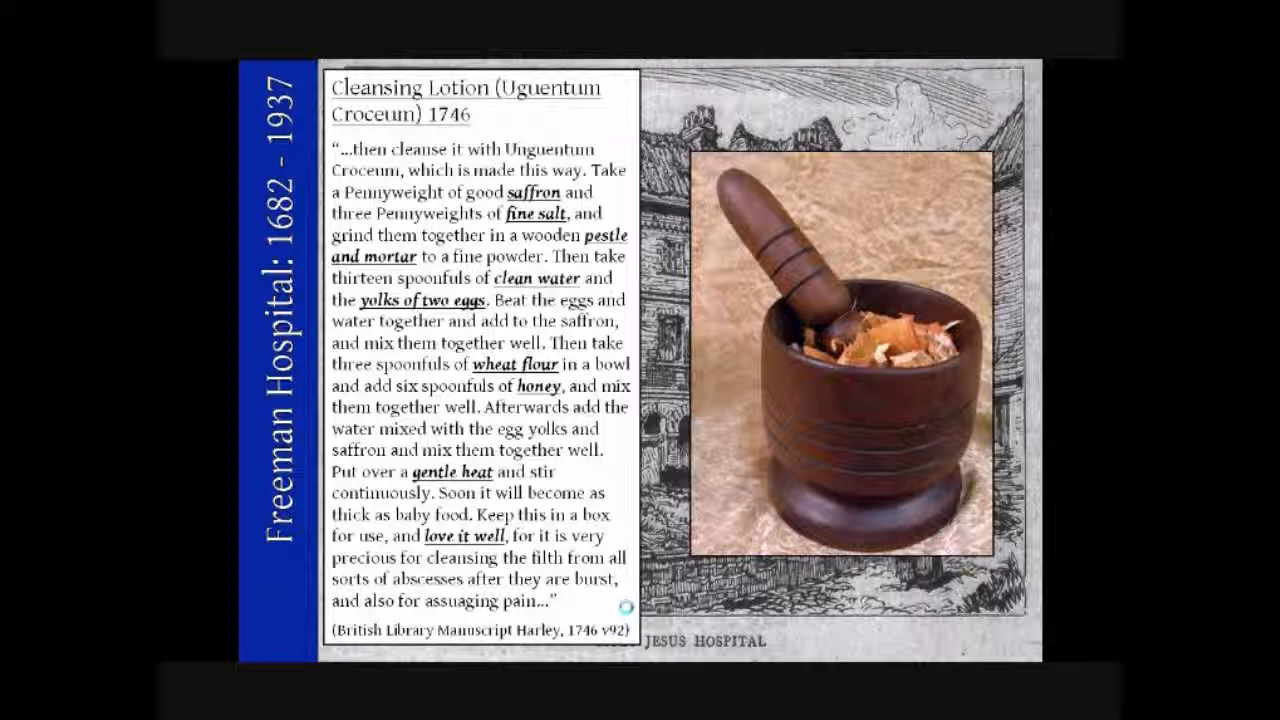 Freeman Hospital: 1682 - 1937
Cleansing Lotion (Uguentum
Croceum) 1746
“...then cleanse it with Unguentum
Croceum, which is made this way. Take
a Pennyweight of good saffron and
three Pennyweights of fine salt, and
grind them together in a wooden pestle
and mortar to a fine powder. Then take
thirteen spoonfuls of clean water and
the yolks of two eggs. Beat the eggs and
water together and add to the saffron,
and mix them together well. Then take
three spoonfuls of wheat flour in a bowl
and add six spoonfuls of honey, and mix
them together well. Afterwards add the
water mixed with the egg yolks and
saffron and mix them together well.
Put over a gentle heat and stir
continuously. Soon it will become as
thick as baby food. Keep this in a box
for use, and love it well, for it is very
precious for cleansing the filth from all
sorts of abscesses after they are burst,
and also for assuaging pain...”
(British Library Manuscript Harley, 1746 v92)
JESUS HOSPITAL